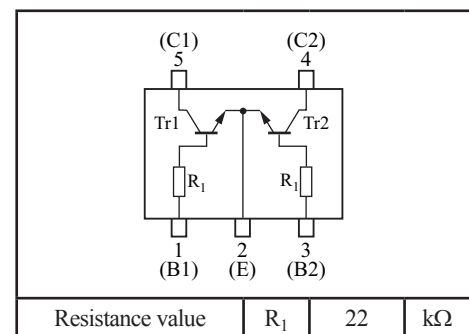 (C1) (C2)
5 4
Tr1 Tr2
R1 R1
1 2 3
(B1) (E) (B2)
Resistance value R1 22 kΩ